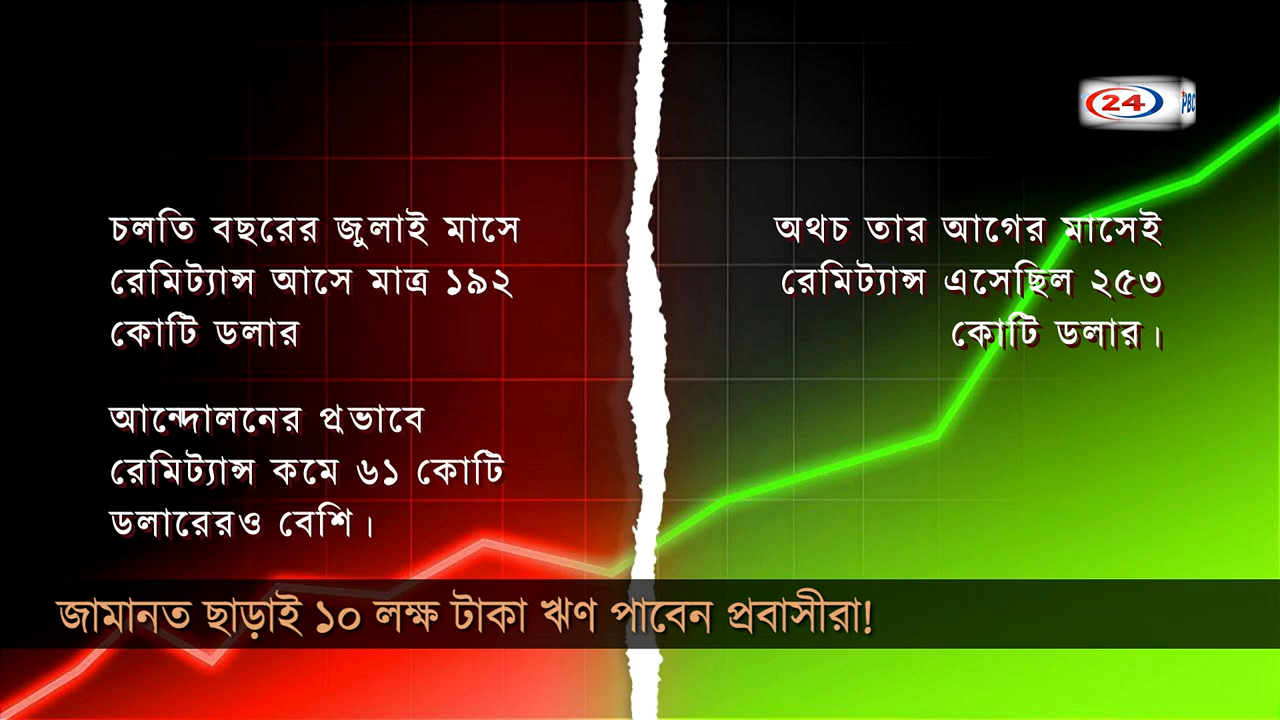 24
PBC
চলতি বছরের জুলাই মাসে
রেমিট্যান্স আসে মাত্র ১৯২
কোটি ডলার
আন্দোলনের প্রভাবে
রেমিট্যান্স কমে ৬১ কোটি
ডলারেরও বেশি।
অথচ তার আগের মাসেই
রেমিট্যান্স এসেছিল ২৫৩
কোটি ডলার।
জামানত ছাড়াই ১০ লক্ষ টাকা ঋণ পাবেন প্রবাসীরা!